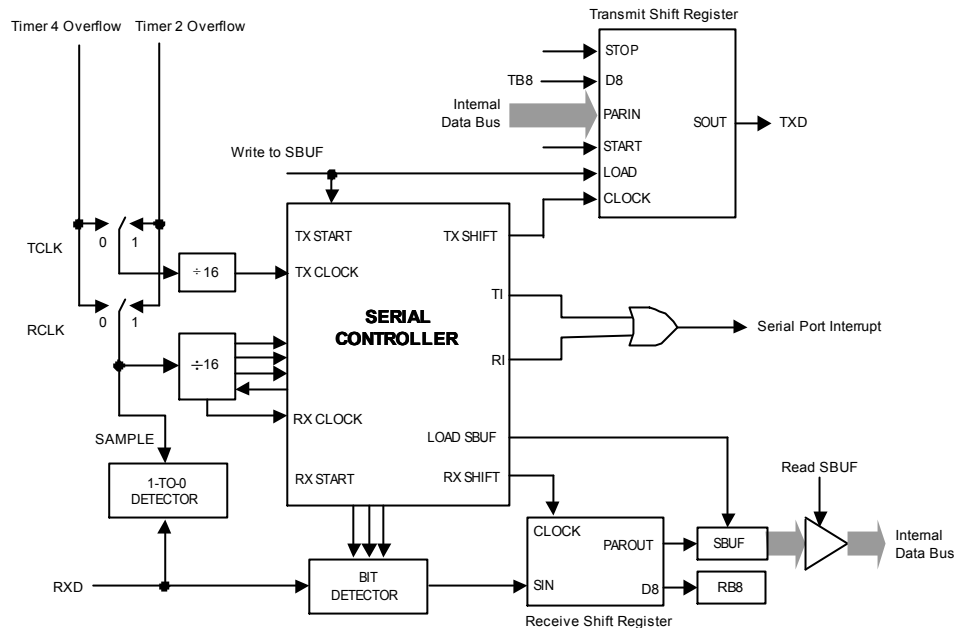 Transmit Shift Register
Timer 4 Overflow
Timer 2 Overflow
STOP
TB8
D8
Internal
Data Bus
PARIN
SOUT
TXD
START
Write to SBUF
LOAD
CLOCK
TX START
TX SHIFT
TCLK
0
1
÷16
TX CLOCK
TI
RCLK
0
1
SERIAL
CONTROLLER
Serial Port Interrupt
÷16
RI
RX CLOCK
SAMPLE
LOAD SBUF
1-TO-0
DETECTOR
RX START
RX SHIFT
Read SBUF
CLOCK
PAROUT
SBUF
Internal
Data Bus
RXD
BIT
DETECTOR
SIN
D8
RB8
Receive Shift Register